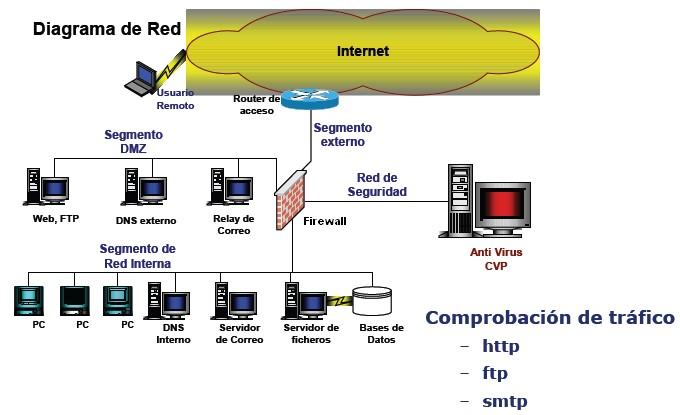 Diagrama de Red
Internet
Usuario
Remoto
Router de
acceso
Segmento
externo
Segmento
DMZ
Red de
Seguridad
Web, FTP
DNS externo
Relay de
Correo
Firewall
Anti Virus
CVP
Segmento de
Red Interna
PC
PC
PC
DNS
Interno
Servidor
de Correo
Servidor de
ficheros
Bases de
Datos
Comprobación de tráfico
– http
– ftp
– smtp